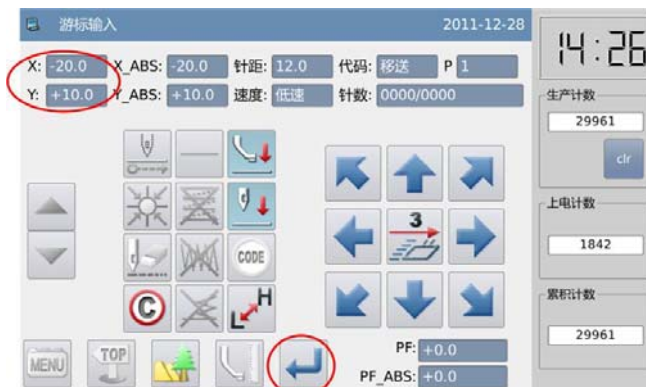 游标输入 2011-12-28
X: -20.0 X_ABS: -20.0 针距: 12.0 代码: 移送 P 1
Y: +10.0 Y_ABS: +10.0 速度: 低速 针数: 0000/0000
14:26
生产计数
29961
clr
上电计数
1842
累积计数
29961
3
CODE
C
H
L
MENU
TOP
PF: +0.0
PF_ABS: +0.0